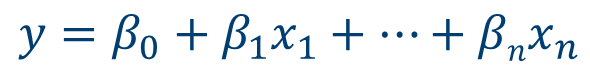 y = β₀ + β₁x₁ + ⋯ + βₙxₙ